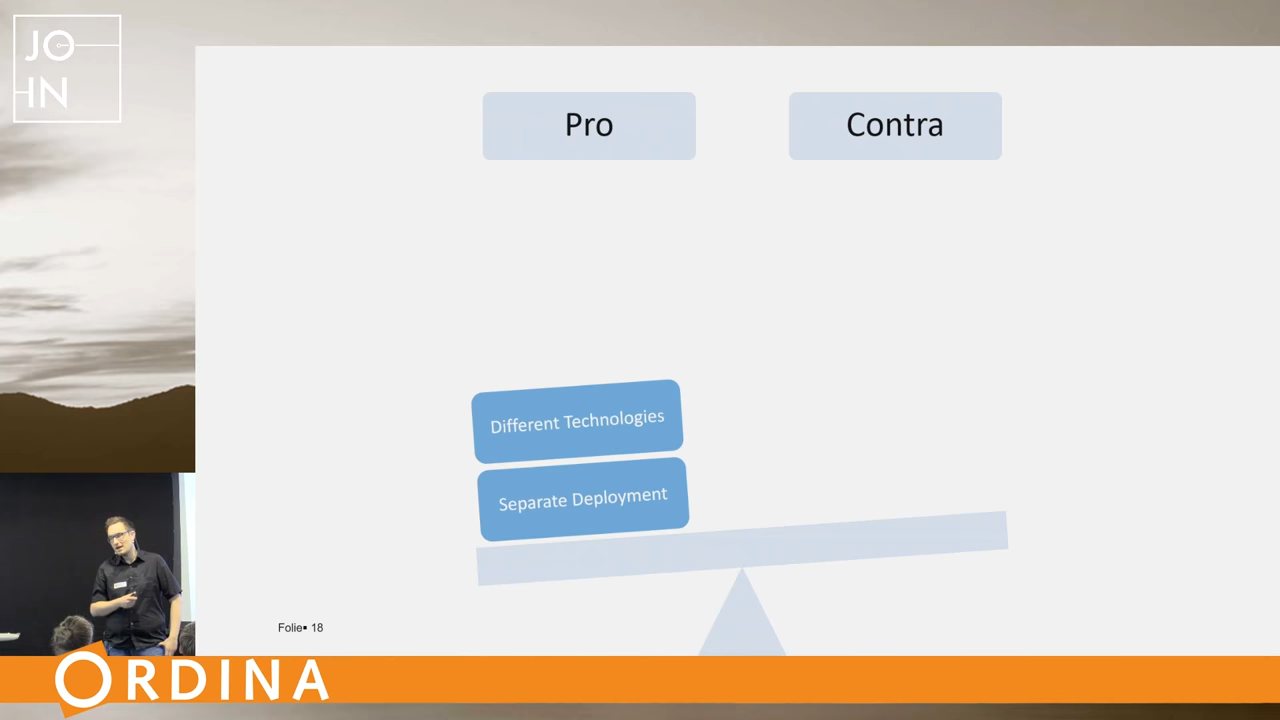 JO
IN
Pro
Contra
Different Technologies
Separate Deployment
Folie▪ 18
ORDINA